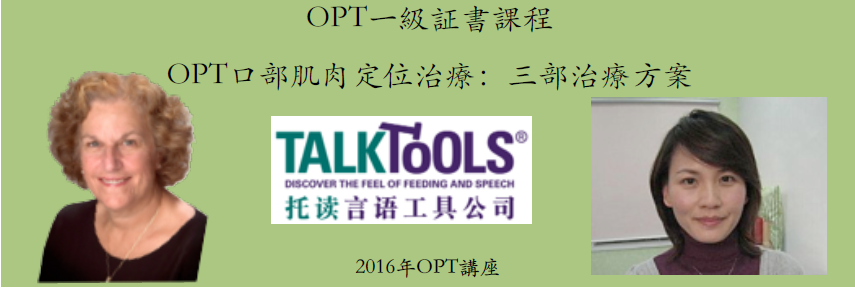 OPT一級証書課程
OPT口部肌肉定位治療：三部治療方案
TALKTOOLS®
DISCOVER THE FEEL OF FEEDING AND SPEECH
托读言语工具公司
2016年OPT講座